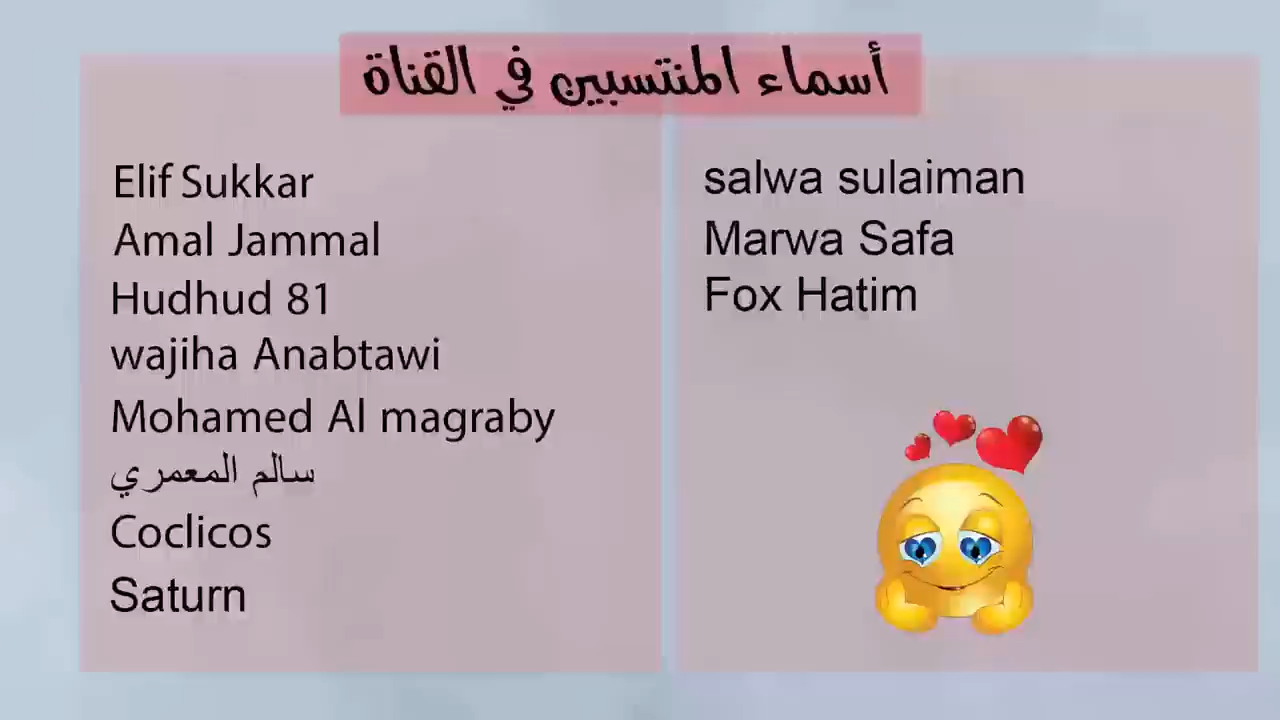 أسماء المنتسبين في القناة
Elif Sukkar
Amal Jammal
Hudhud 81
wajiha Anabtawi
Mohamed Al magraby
سالم المعمري
Coclicos
Saturn
salwa sulaiman
Marwa Safa
Fox Hatim